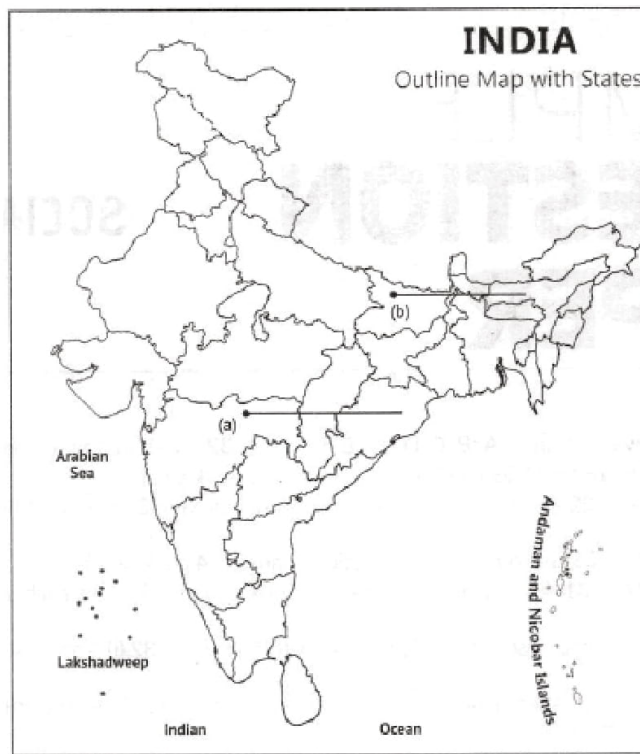 INDIA
Outline Map with States
(b)
(a)
Arabian
Sea
Andaman and Nicobar Islands
Lakshadweep
Indian Ocean